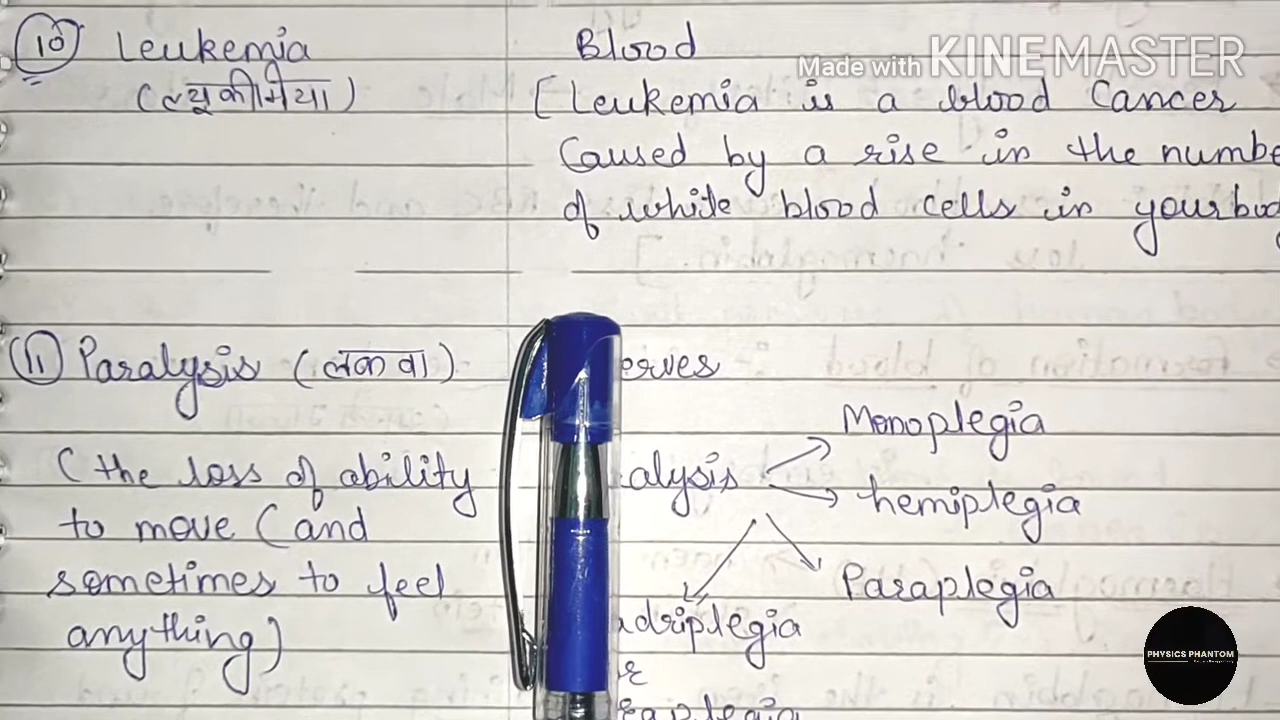 10 Leukemia
(ल्यूकीमिया)
Blood
Made with KINEMASTER
[Leukemia is a blood Cancer
Caused by a rise in the numbe
of white blood cells in your bod
11 Paralysis (लकवा)
erves
(the loss of ability
to move (and
sometimes to feel
anything)
alysis
Monoplegia
hemiplegia
Paraplegia
adriplegia
PHYSICS PHANTOM